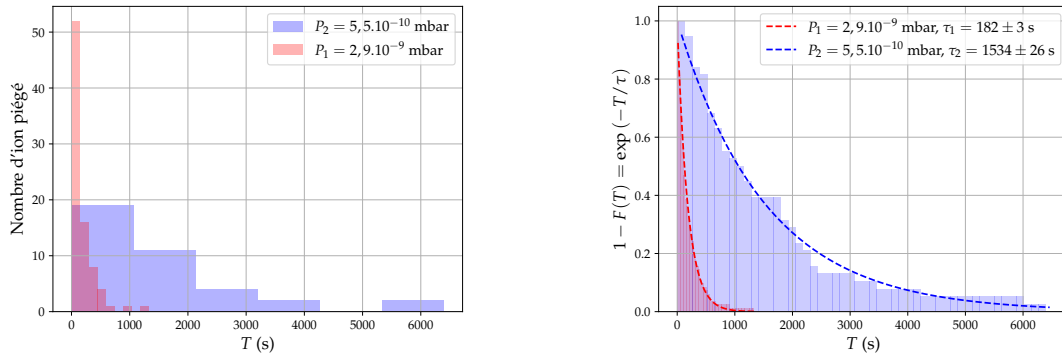 Nombre d'ion piégé
50
40
30
20
10
0
0 1000 2000 3000 4000 5000 6000
T (s)
P₂ = 5,5.10⁻¹⁰ mbar
P₁ = 2,9.10⁻⁹ mbar
1 − F(T) = exp (−T/τ)
1.0
0.8
0.6
0.4
0.2
0.0
0 1000 2000 3000 4000 5000 6000
T (s)
P₁ = 2,9.10⁻⁹ mbar, τ₁ = 182 ± 3 s
P₂ = 5,5.10⁻¹⁰ mbar, τ₂ = 1534 ± 26 s